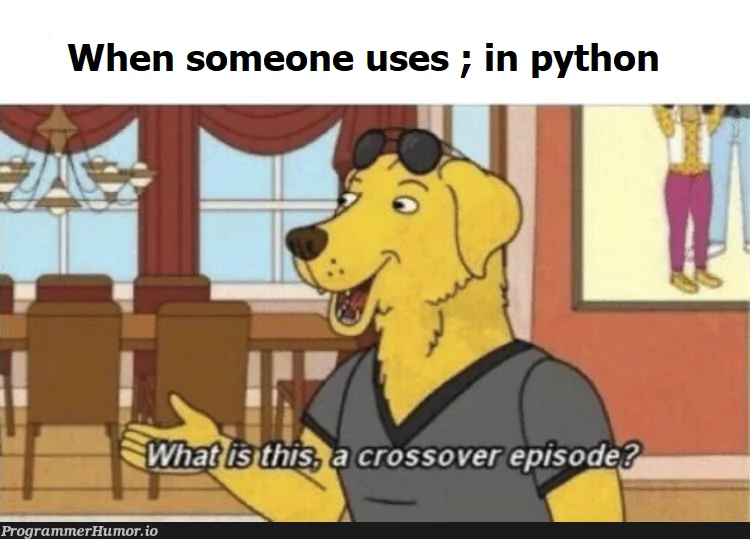 When someone uses ; in python
What is this, a crossover episode?
ProgrammerHumor.io